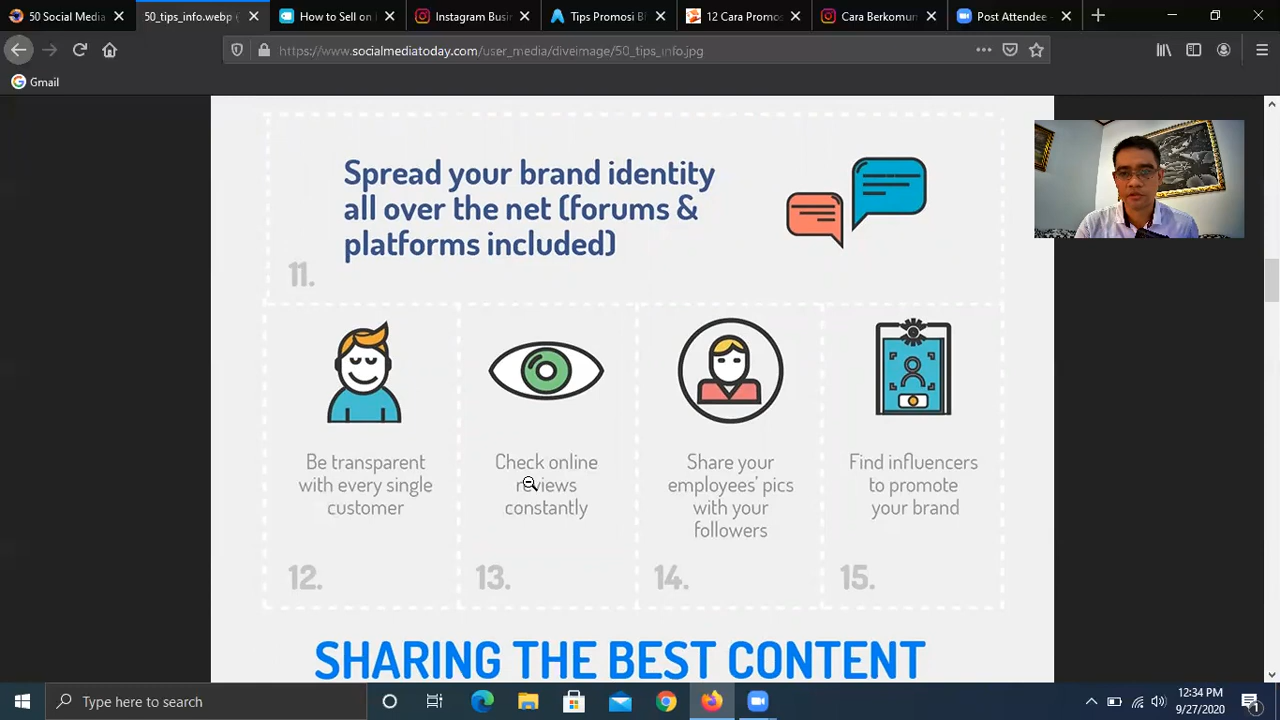 50 Social Media
50_tips_info.webp (
How to Sell on
Instagram Busi
Tips Promosi Bi
12 Cara Promo
Cara Berkomun
Post Attendee -
https://www.socialmediatoday.com/user_media/diveimage/50_tips_info.jpg
Gmail
Spread your brand identity
all over the net (forums &
platforms included)
11.
Be transparent
with every single
customer
12.
Check online
reviews
constantly
13.
Share your
employees' pics
with your
followers
14.
Find influencers
to promote
your brand
15.
SHARING THE BEST CONTENT
Type here to search
12:34 PM
9/27/2020
1